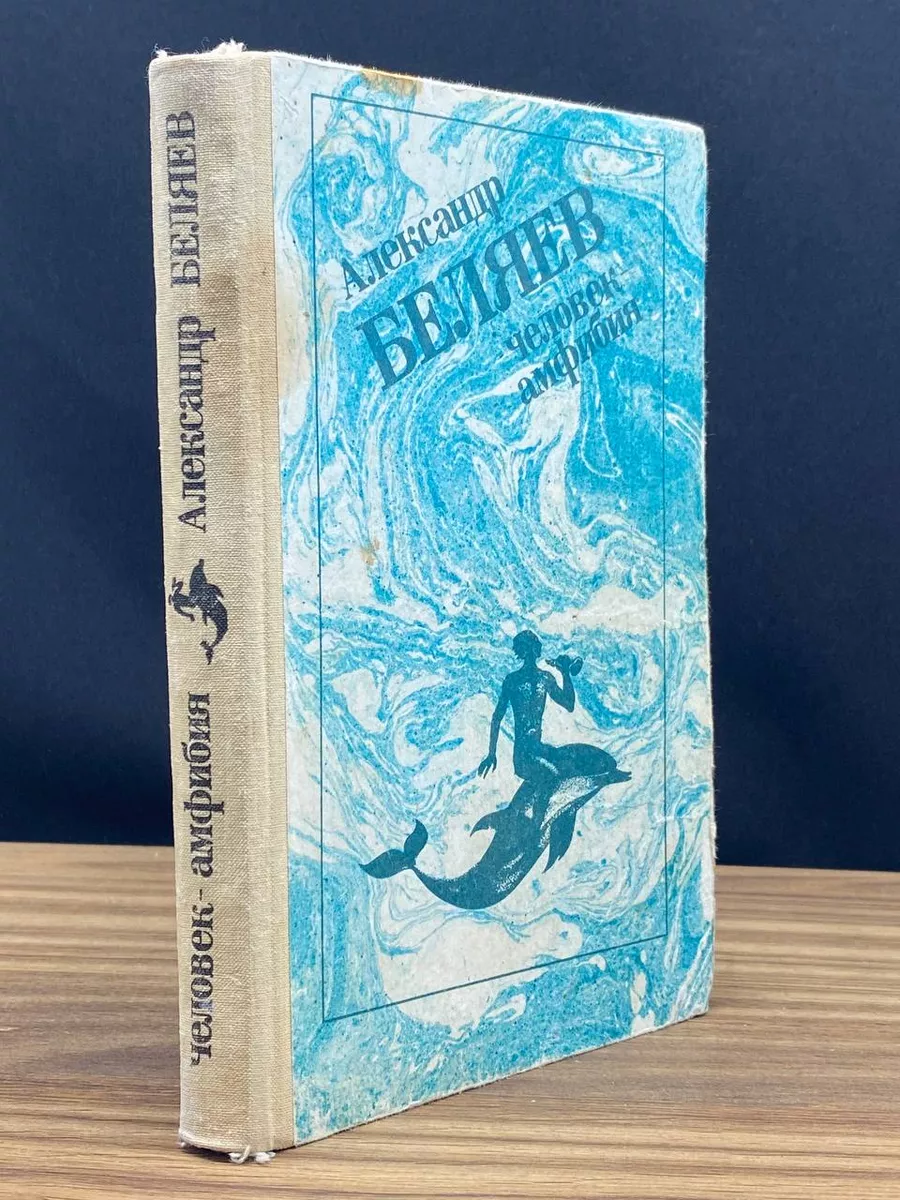 Александр
БЕЛЯЕВ
человек-
амфибия
человек-амфибия Александр БЕЛЯЕВ